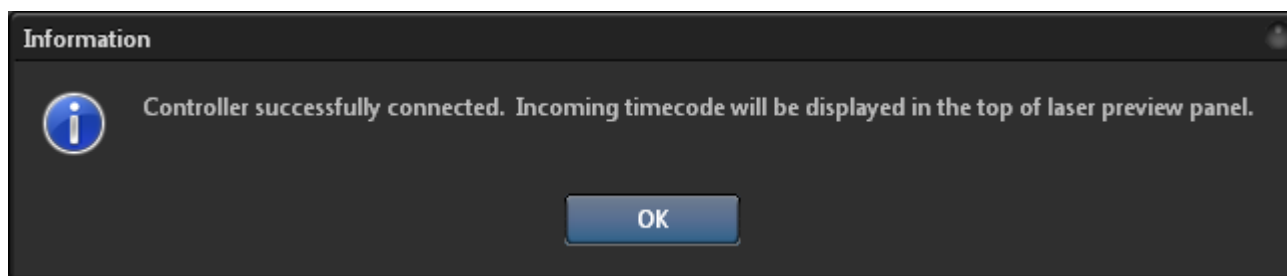 Information
Controller successfully connected.  Incoming timecode will be displayed in the top of laser preview panel.
OK